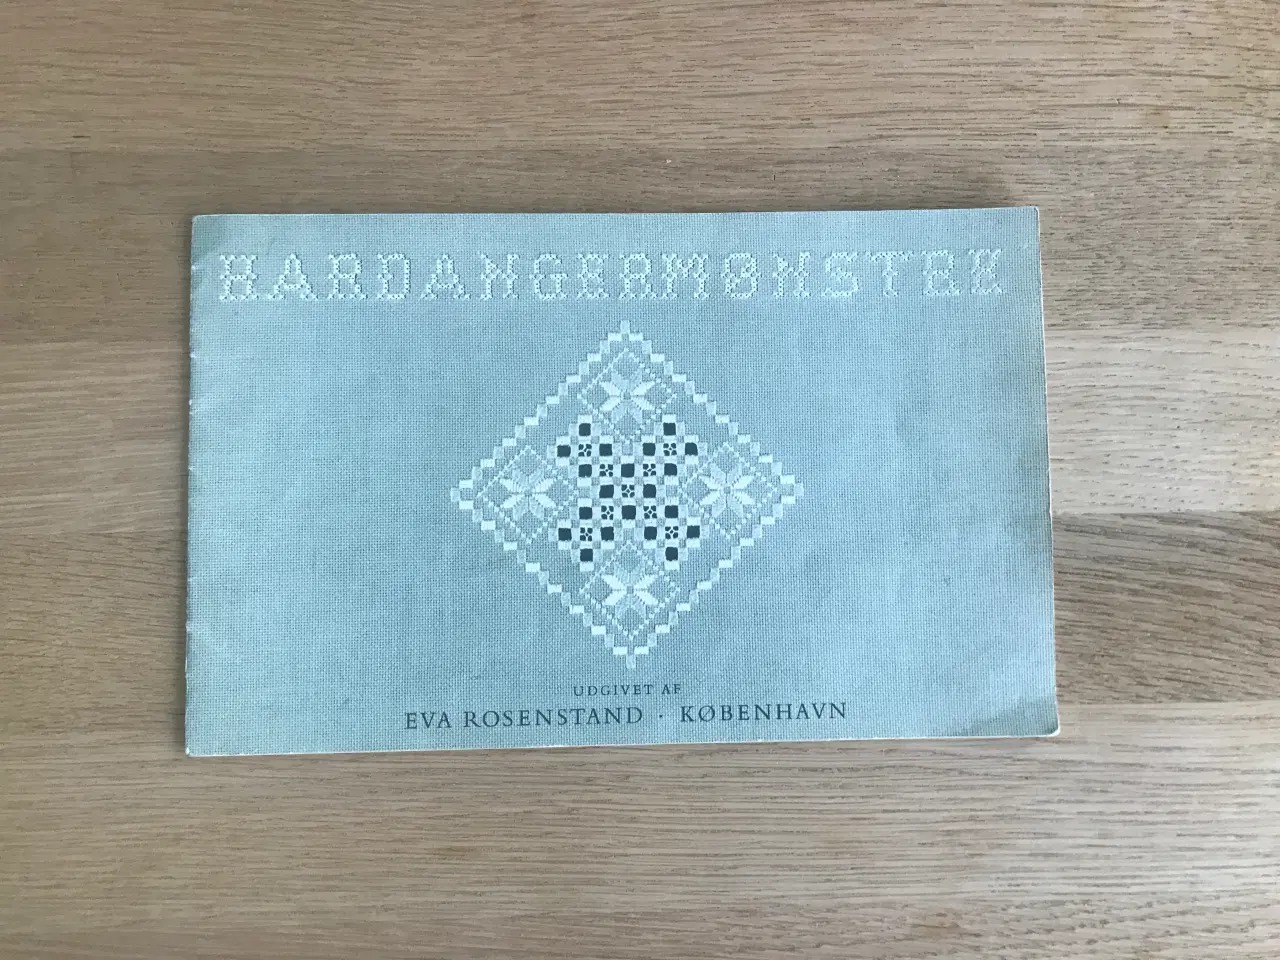 HARDANGERMØNSTER
UDGIVET AF
EVA ROSENSTAND · KØBENHAVN